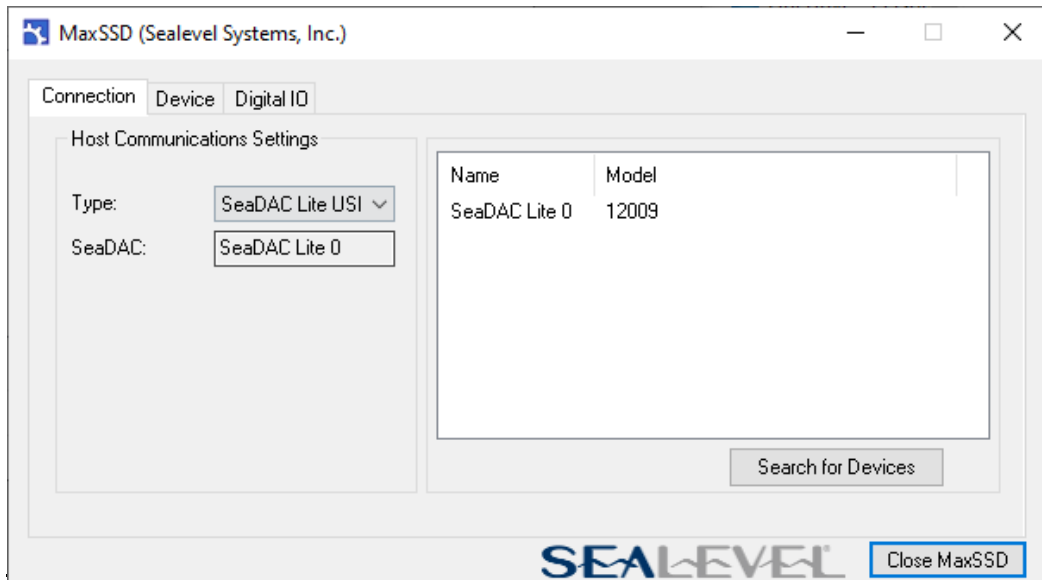 MaxSSD (Sealevel Systems, Inc.)
Connection Device Digital IO
Host Communications Settings
Type: SeaDAC Lite USI
SeaDAC: SeaDAC Lite 0
Name Model
SeaDAC Lite 0 12009
Search for Devices
SEALEVEL
Close MaxSSD